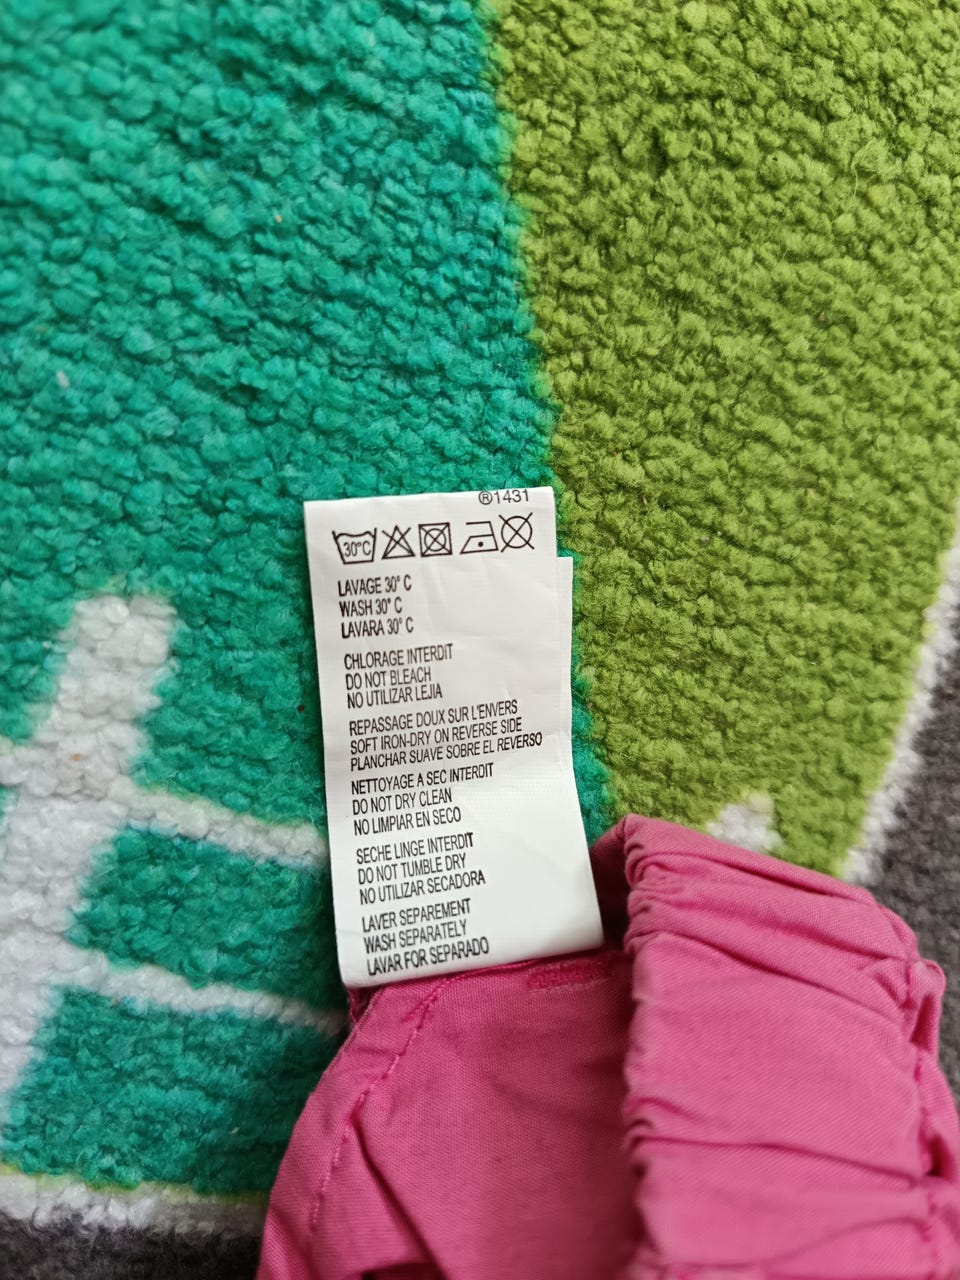 ®1431
30°C
LAVAGE 30° C
WASH 30° C
LAVARA 30° C
CHLORAGE INTERDIT
DO NOT BLEACH
NO UTILIZAR LEJIA
REPASSAGE DOUX SUR L'ENVERS
SOFT IRON-DRY ON REVERSE SIDE
PLANCHAR SUAVE SOBRE EL REVERSO
NETTOYAGE A SEC INTERDIT
DO NOT DRY CLEAN
NO LIMPIAR EN SECO
SECHE LINGE INTERDIT
DO NOT TUMBLE DRY
NO UTILIZAR SECADORA
LAVER SEPAREMENT
WASH SEPARATELY
LAVAR FOR SEPARADO